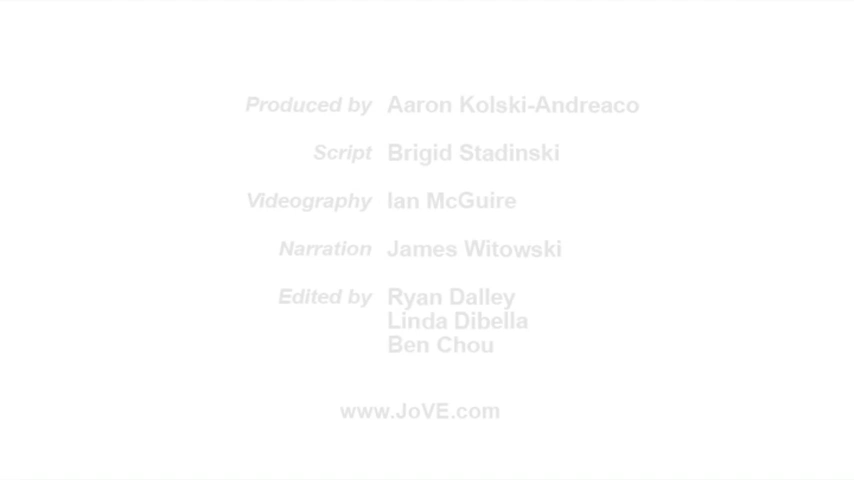 Produced by Aaron Kolski-Andreaco
Script Brigid Stadinski
Videography Ian McGuire
Narration James Witowski
Edited by Ryan Dalley
Linda Dibella
Ben Chou
www.JoVE.com